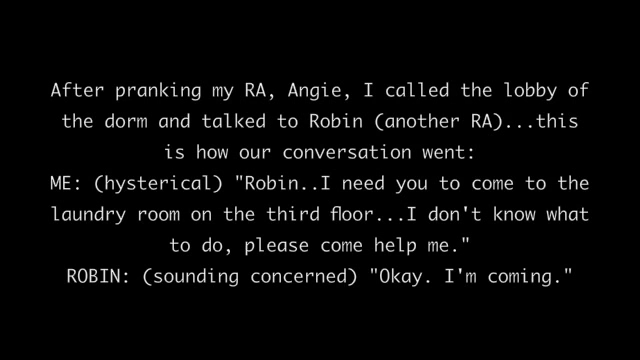 After pranking my RA, Angie, I called the lobby of
the dorm and talked to Robin (another RA)...this
is how our conversation went:
ME: (hysterical) "Robin..I need you to come to the
laundry room on the third floor...I don't know what
to do, please come help me."
ROBIN: (sounding concerned) "Okay. I'm coming."